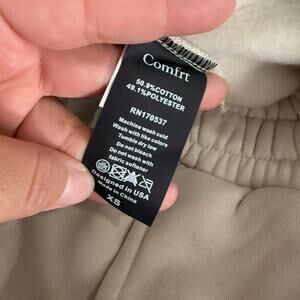 Comfrt
50.9%COTTON
49.1%POLYESTER
RN170537
Machine wash cold
Wash with like colors
Tumble dry low
Do not bleach
Do not wash with
fabric softener
Designed in USA
Made in China
XS